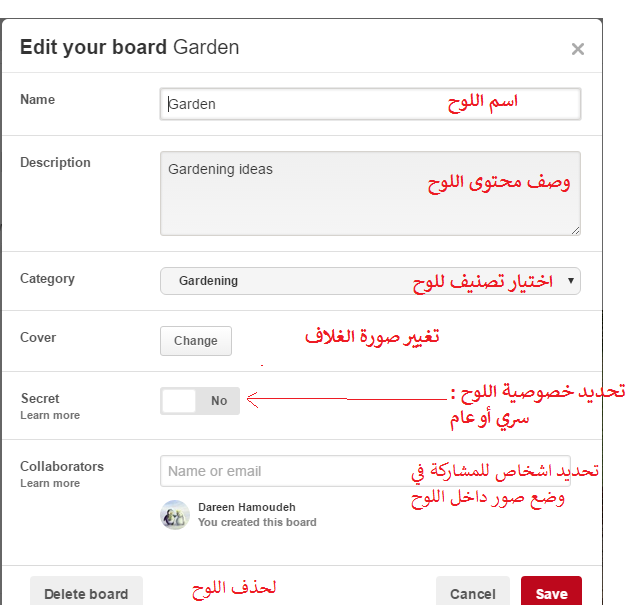 Edit your board Garden
Name
Garden
اسم اللوح
Description
Gardening ideas
وصف محتوى اللوح
Category
Gardening
اختيار تصنيف للوح
Cover
Change
تغيير صورة الغلاف
Secret
Learn more
No
تحديد خصوصية اللوح :
سري أو عام
Collaborators
Learn more
Name or email
تحديد اشخاص للمشاركة في
وضع صور داخل اللوح
Dareen Hamoudeh
You created this board
Delete board
لحذف اللوح
Cancel
Save